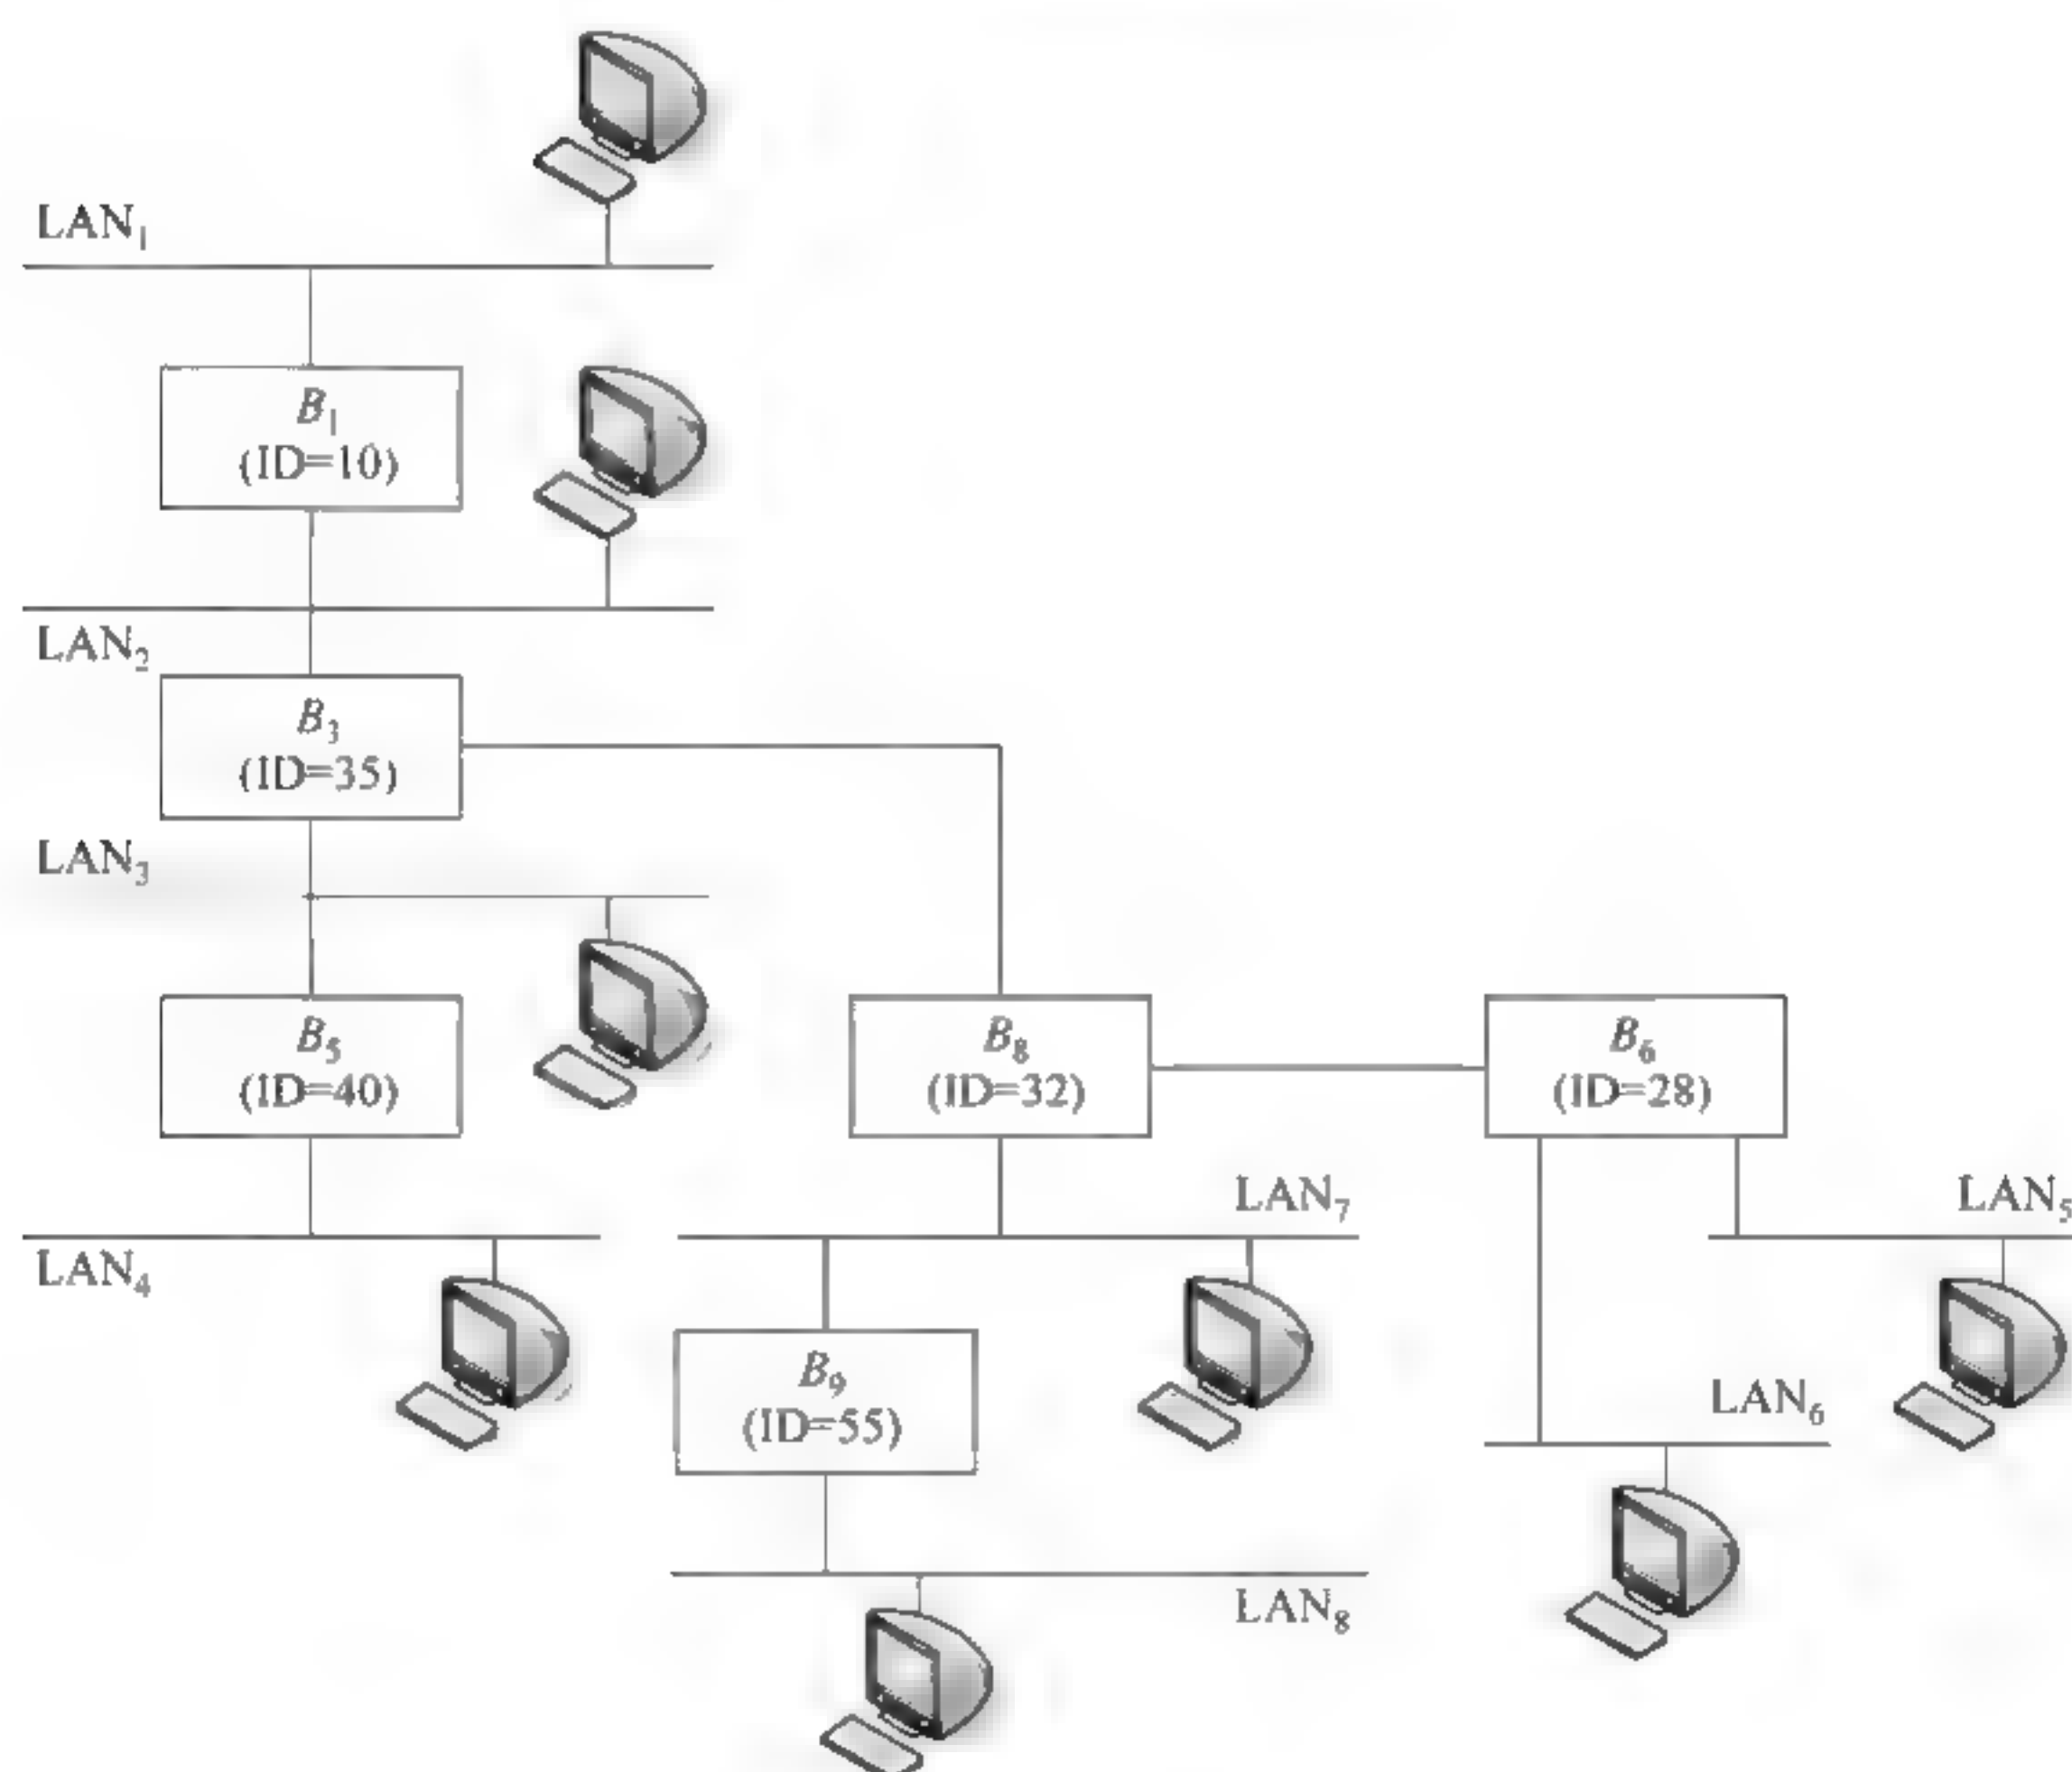 LAN₁
B₁
(ID=10)
LAN₂
B₃
(ID=35)
LAN₃
B₅
(ID=40)
B₈
(ID=32)
B₆
(ID=28)
LAN₇
LAN₅
LAN₄
B₉
(ID=55)
LAN₆
LAN₈